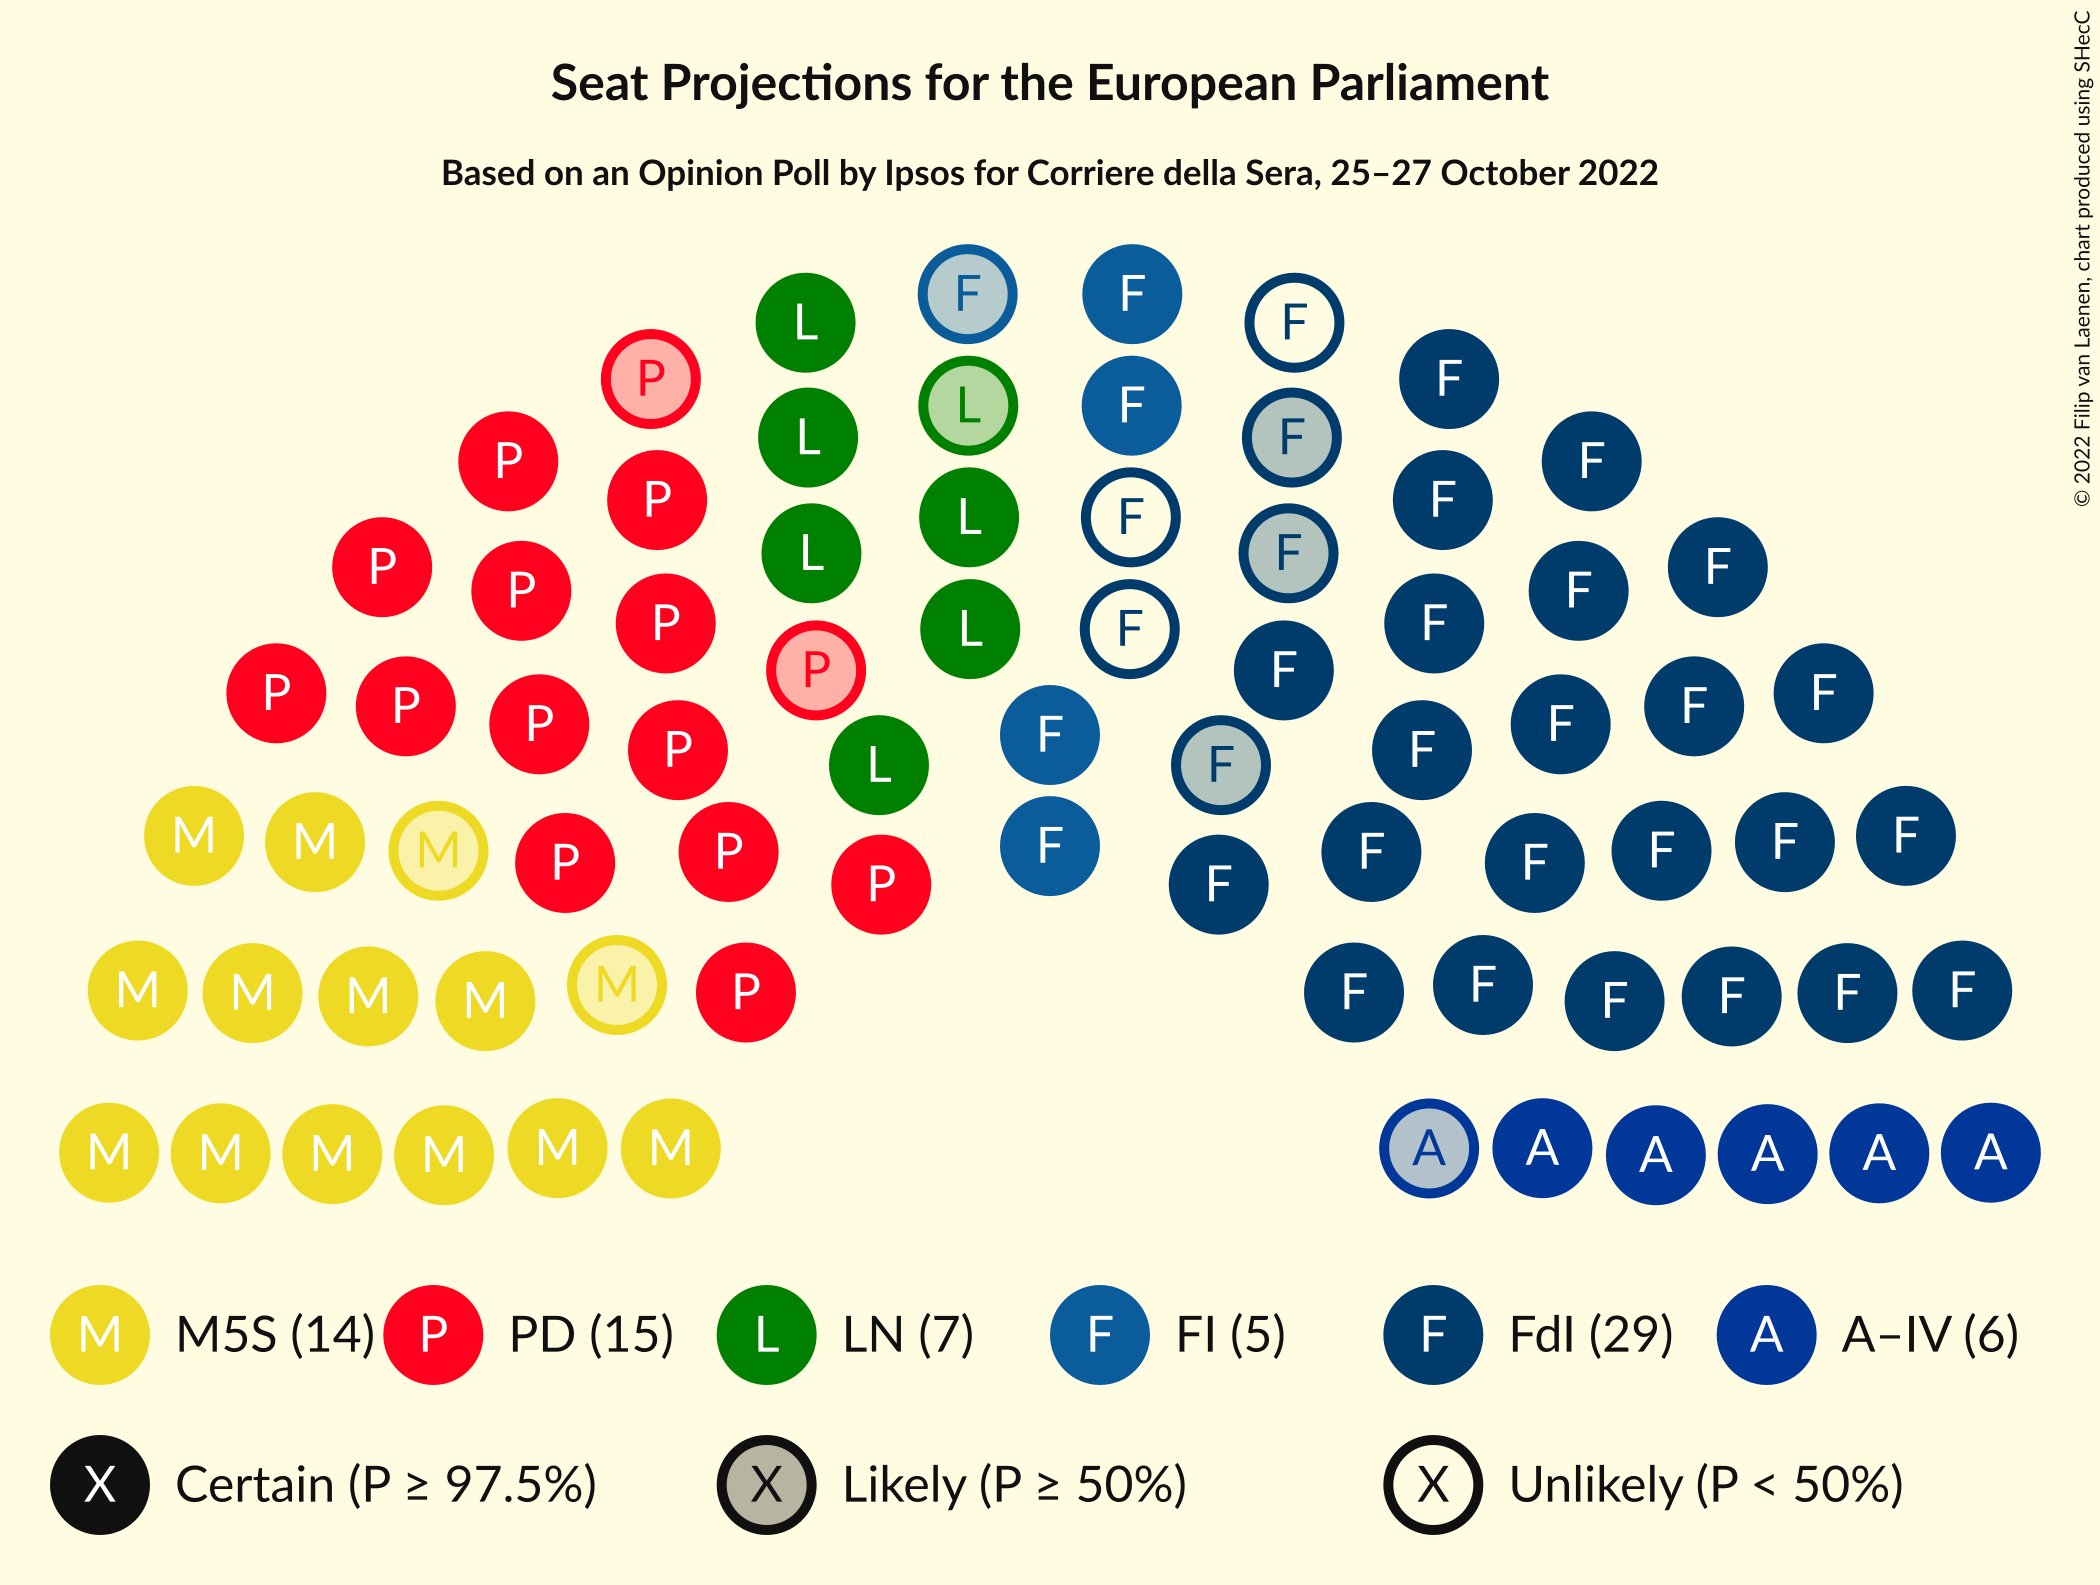 Seat Projections for the European Parliament
Based on an Opinion Poll by Ipsos for Corriere della Sera, 25–27 October 2022
© 2022 Filip van Laenen, chart produced using SHecC
F F
L F
P F
L F
L F
P F
L F
P F
L F
P F
L F
P F
P F
P F
L F
P F
P F
P F
P F
P F
F
P F
L F
M F
M F
F
M P P F F F
P F
M M M M M P F F F F F F
M M M M M M A A A A A A
M M5S (14) P PD (15) L LN (7) F FI (5) F FdI (29) A A–IV (6)
X Certain (P ≥ 97.5%) X Likely (P ≥ 50%) X Unlikely (P < 50%)